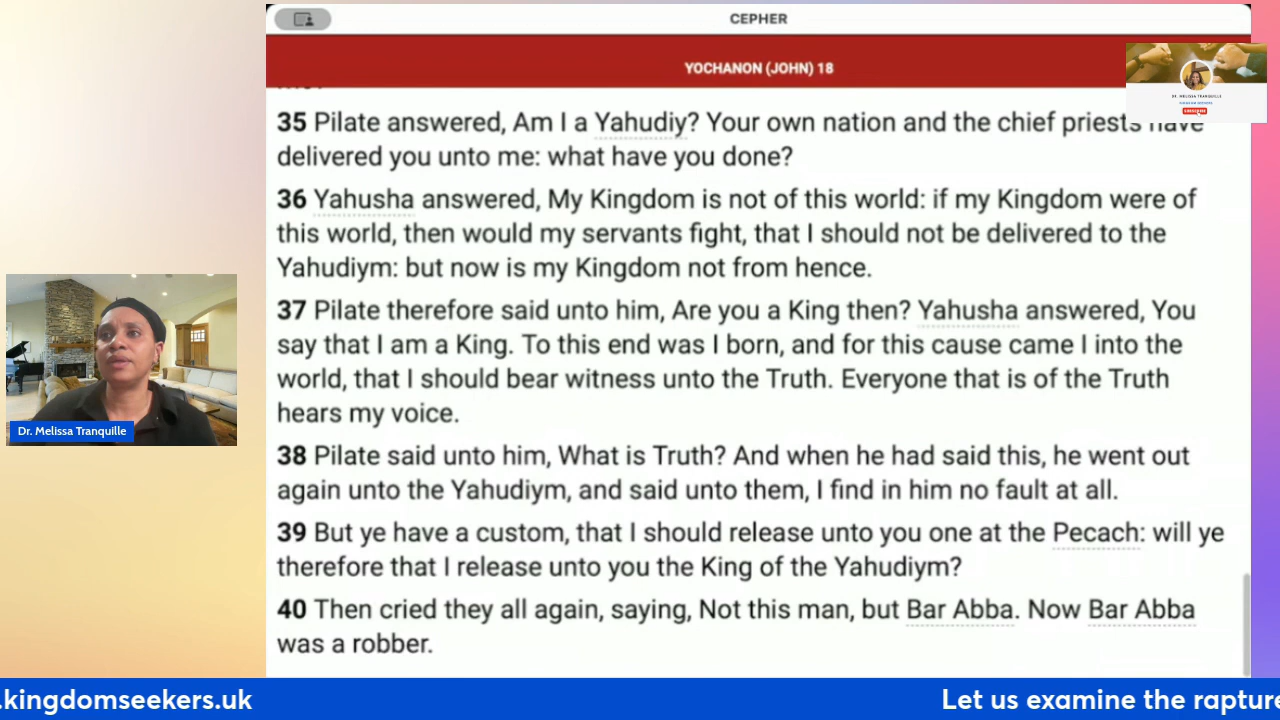 CEPHER
YOCHANON (JOHN) 18
35 Pilate answered, Am I a Yahudiy? Your own nation and the chief priests have
delivered you unto me: what have you done?
36 Yahusha answered, My Kingdom is not of this world: if my Kingdom were of
this world, then would my servants fight, that I should not be delivered to the
Yahudiym: but now is my Kingdom not from hence.
37 Pilate therefore said unto him, Are you a King then? Yahusha answered, You
say that I am a King. To this end was I born, and for this cause came I into the
world, that I should bear witness unto the Truth. Everyone that is of the Truth
hears my voice.
38 Pilate said unto him, What is Truth? And when he had said this, he went out
again unto the Yahudiym, and said unto them, I find in him no fault at all.
39 But ye have a custom, that I should release unto you one at the Pecach: will ye
therefore that I release unto you the King of the Yahudiym?
40 Then cried they all again, saying, Not this man, but Bar Abba. Now Bar Abba
was a robber.
DR. MELISSA TRANQUILLE
KINGDOM SEEKERS
SUBSCRIBE
Dr. Melissa Tranquille
.kingdomseekers.uk
Let us examine the rapture